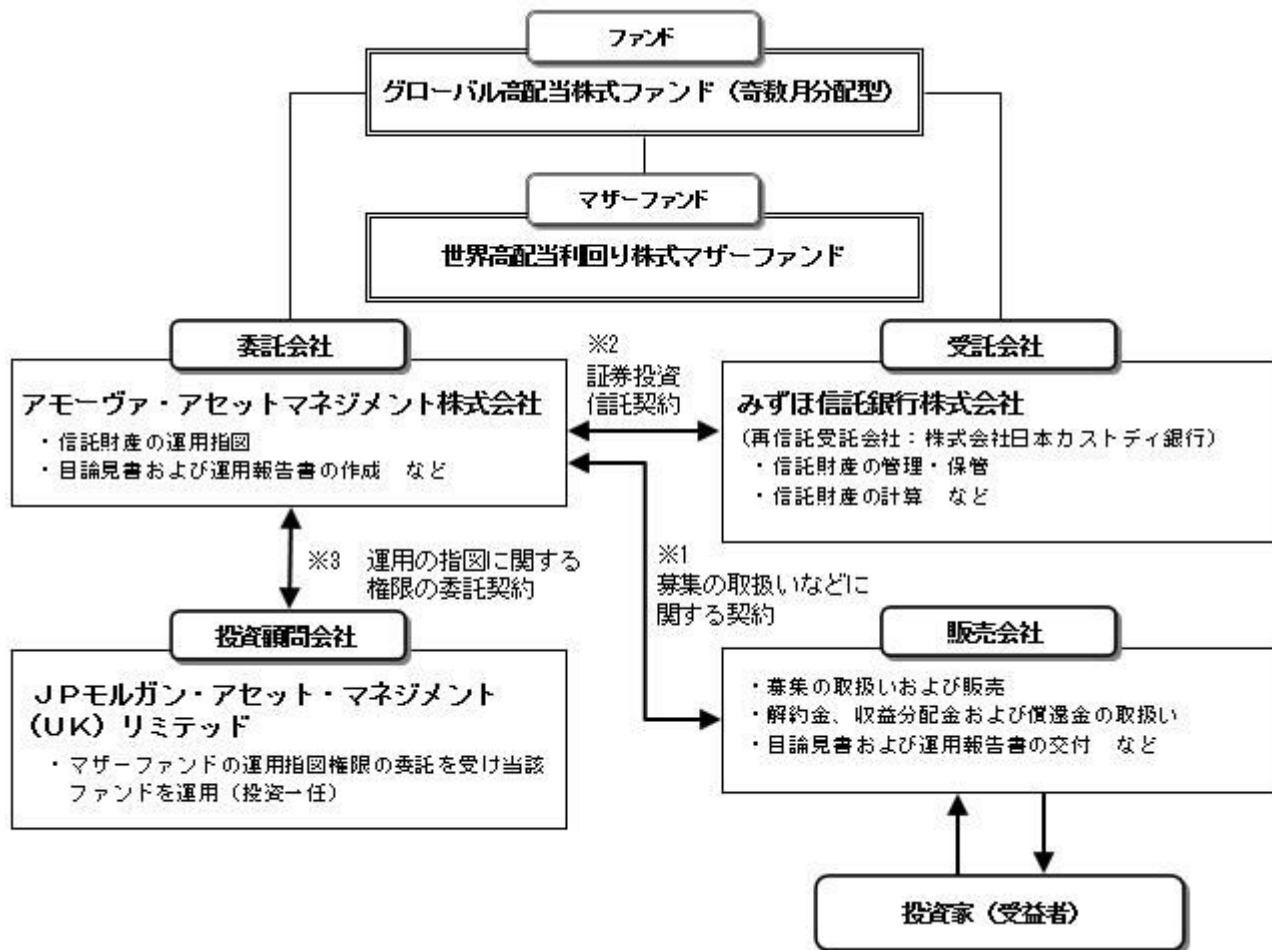 ファンド
グローバル高配当株式ファンド（奇数月分配型）
マザーファンド
世界高配当利回り株式マザーファンド
委託会社
アモーヴァ・アセットマネジメント株式会社
・信託財産の運用指図
・目論見書および運用報告書の作成　など
※2
証券投資
信託契約
受託会社
みずほ信託銀行株式会社
（再信託受託会社：株式会社日本カストディ銀行）
・信託財産の管理・保管
・信託財産の計算　など
※3　運用の指図に関する
権限の委託契約
※1
募集の取扱いなどに
関する契約
投資顧問会社
ＪＰモルガン・アセット・マネジメント
（ＵＫ）リミテッド
・マザーファンドの運用指図権限の委託を受け当該
ファンドを運用（投資一任）
販売会社
・募集の取扱いおよび販売
・解約金、収益分配金および償還金の取扱い
・目論見書および運用報告書の交付　など
投資家（受益者）